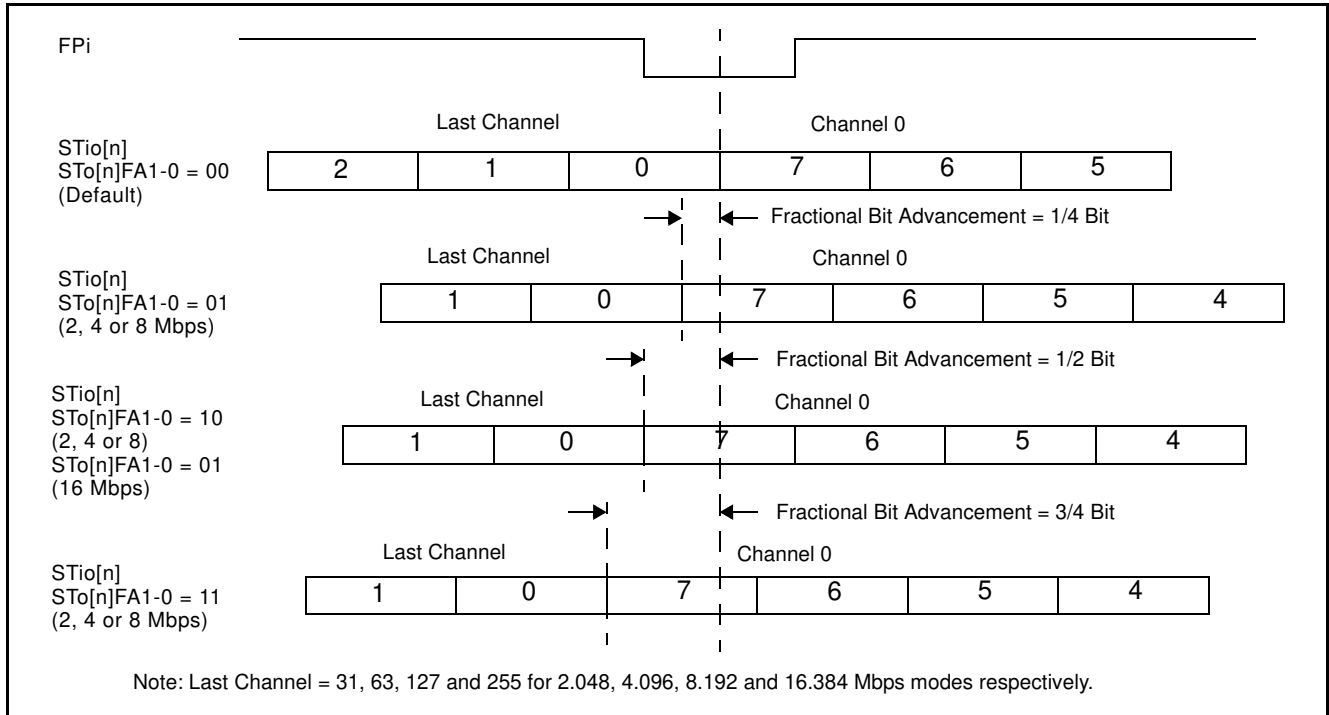 FPi
Last Channel
Channel 0
STio[n]
STo[n]FA1-0 = 00
(Default)
2 1 0 7 6 5
Fractional Bit Advancement = 1/4 Bit
Last Channel
Channel 0
STio[n]
STo[n]FA1-0 = 01
(2, 4 or 8 Mbps)
1 0 7 6 5 4
Fractional Bit Advancement = 1/2 Bit
Last Channel
Channel 0
STio[n]
STo[n]FA1-0 = 10
(2, 4 or 8)
STo[n]FA1-0 = 01
(16 Mbps)
1 0 7 6 5 4
Fractional Bit Advancement = 3/4 Bit
Last Channel
Channel 0
STio[n]
STo[n]FA1-0 = 11
(2, 4 or 8 Mbps)
1 0 7 6 5 4
Note: Last Channel = 31, 63, 127 and 255 for 2.048, 4.096, 8.192 and 16.384 Mbps modes respectively.